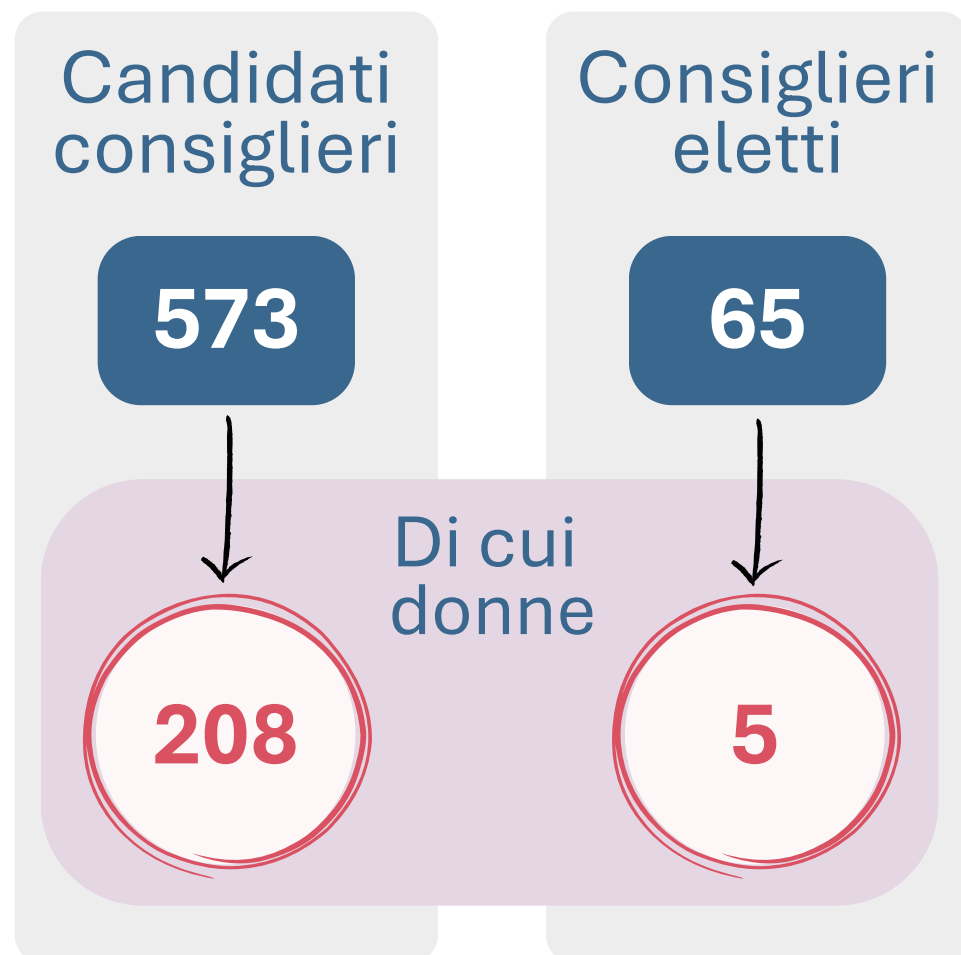 Candidati
consiglieri
573
Consiglieri
eletti
65
Di cui
donne
208
5